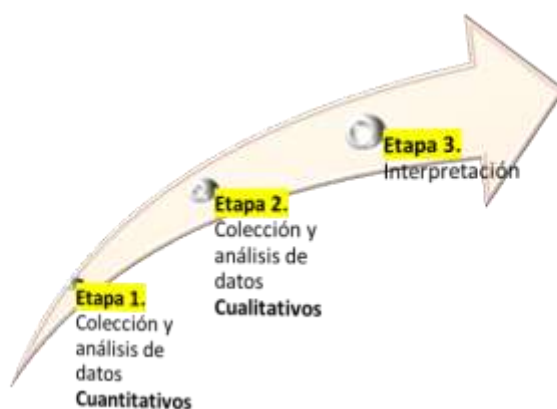 Etapa 1.
Colección y
análisis de
datos
Cuantitativos
Etapa 2.
Colección y
análisis de
datos
Cualitativos
Etapa 3.
Interpretación